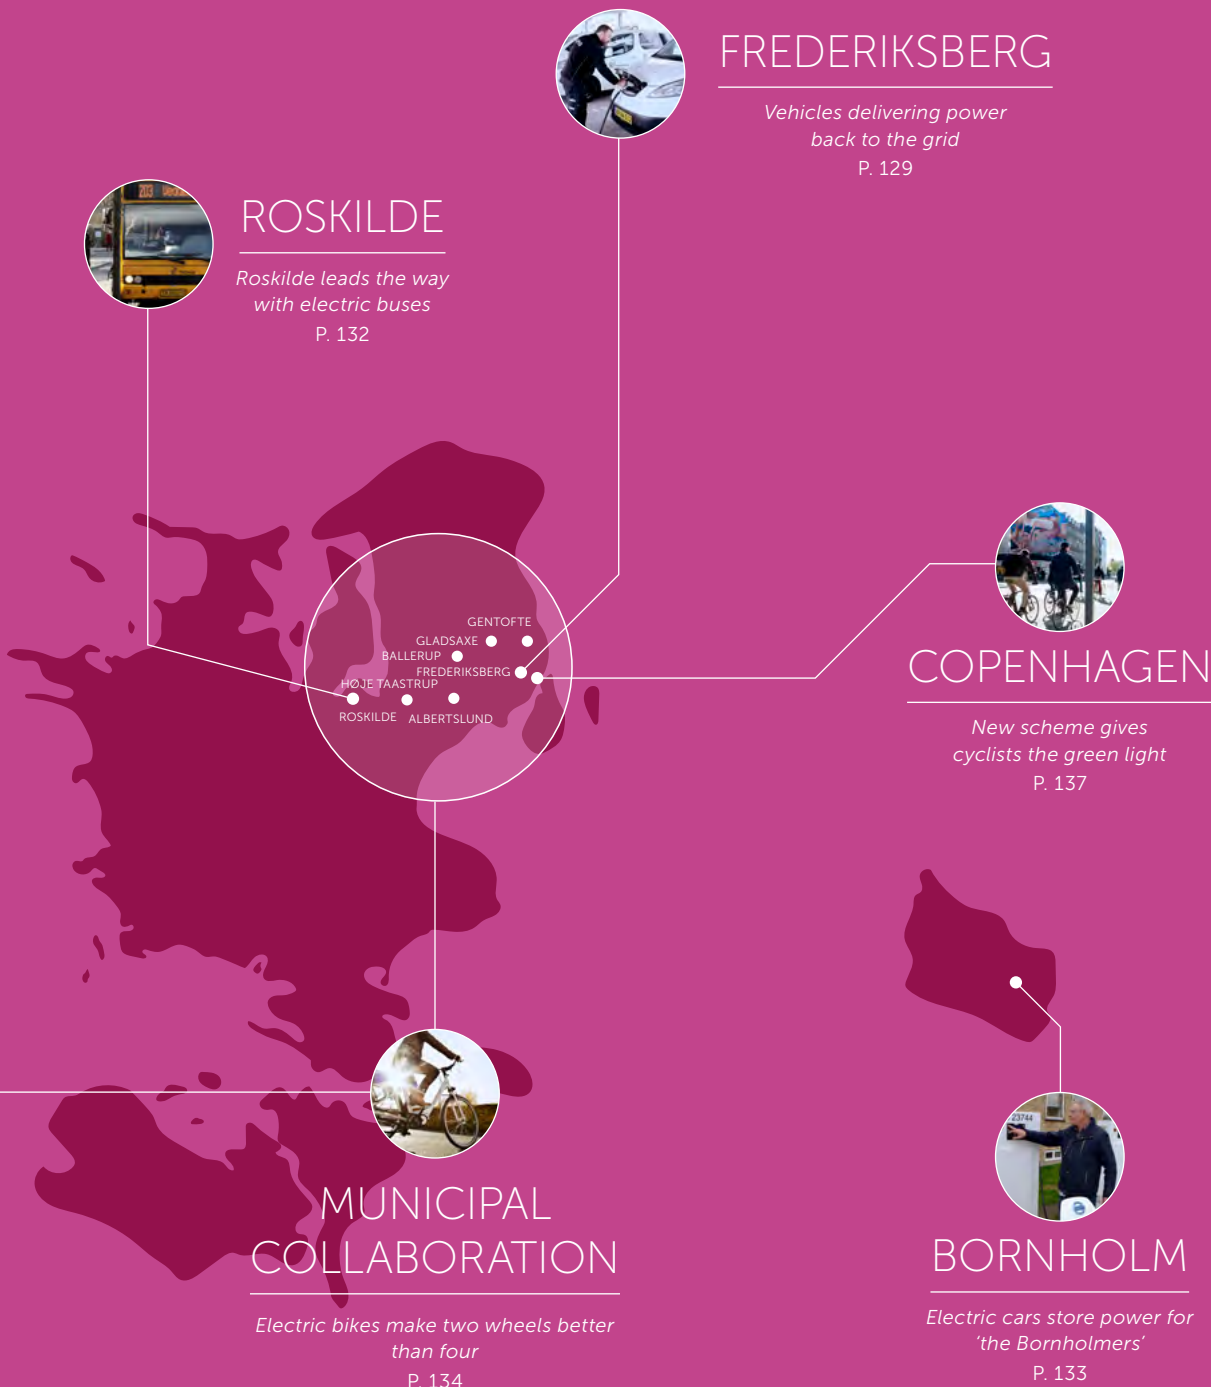 FREDERIKSBERG
Vehicles delivering power
back to the grid
P. 129
203
ROSKILDE
Roskilde leads the way
with electric buses
P. 132
GENTOFTE
GLADSAXE
BALLERUP
FREDERIKSBERG
HØJE TAASTRUP
ROSKILDE
ALBERTSLUND
COPENHAGEN
New scheme gives
cyclists the green light
P. 137
23744
MUNICIPAL
COLLABORATION
Electric bikes make two wheels better
than four
P. 134
BORNHOLM
Electric cars store power for
‘the Bornholmers’
P. 133